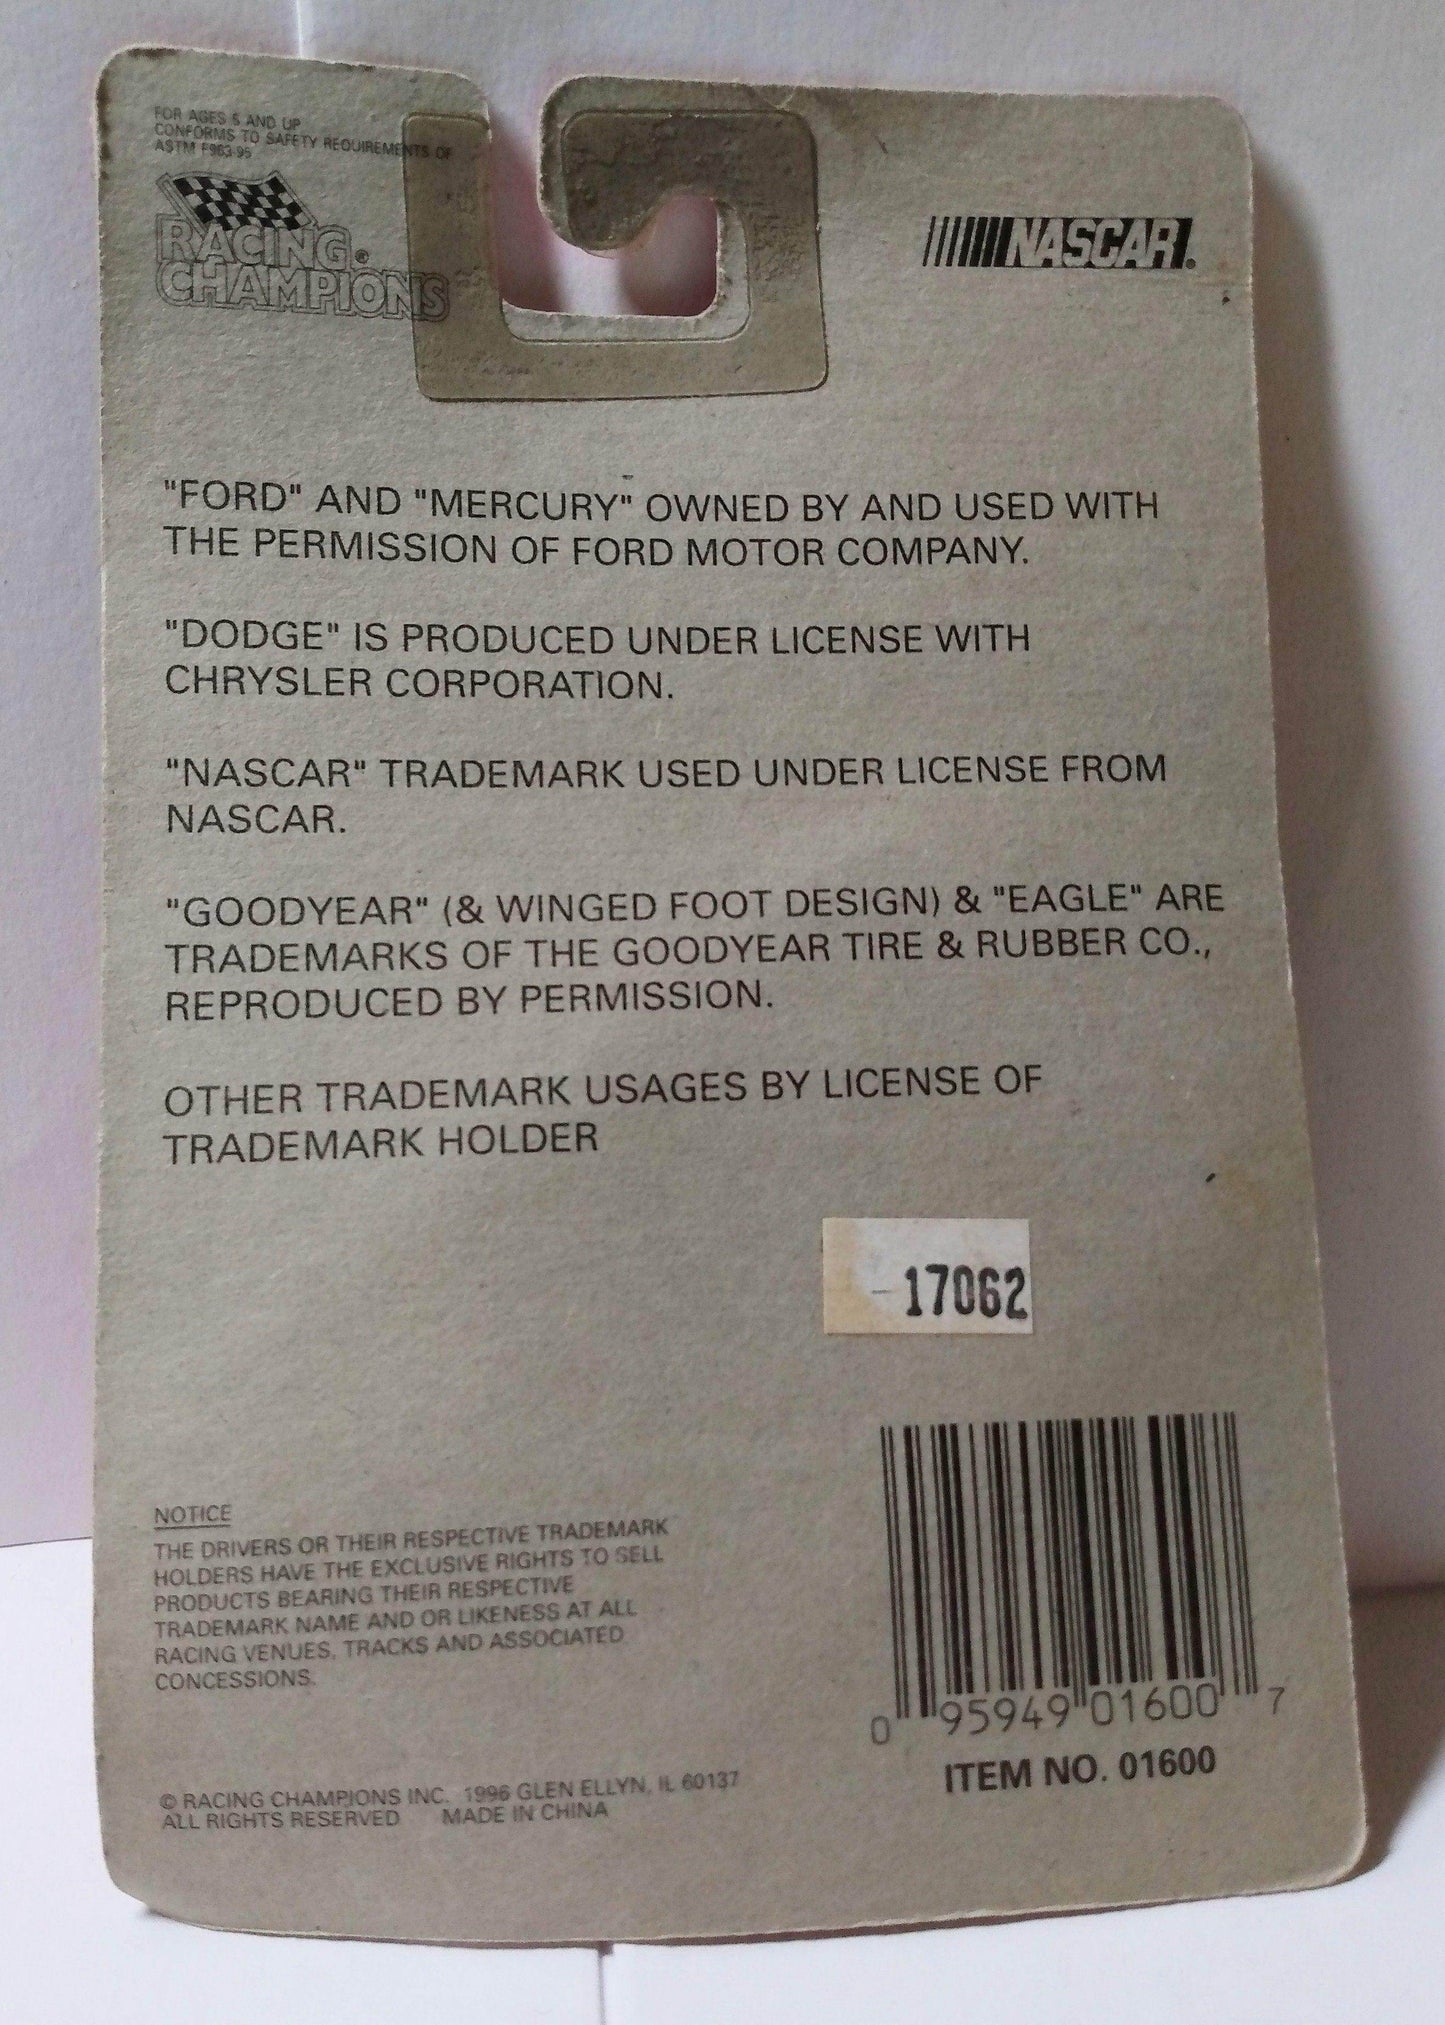 FOR AGES 5 AND UP
CONFORMS TO SAFETY REQUIREMENTS OF
ASTM F963-95
RACING®
CHAMPIONS
NASCAR®
"FORD" AND "MERCURY" OWNED BY AND USED WITH
THE PERMISSION OF FORD MOTOR COMPANY.
"DODGE" IS PRODUCED UNDER LICENSE WITH
CHRYSLER CORPORATION.
"NASCAR" TRADEMARK USED UNDER LICENSE FROM
NASCAR.
"GOODYEAR" (& WINGED FOOT DESIGN) & "EAGLE" ARE
TRADEMARKS OF THE GOODYEAR TIRE & RUBBER CO.,
REPRODUCED BY PERMISSION.
OTHER TRADEMARK USAGES BY LICENSE OF
TRADEMARK HOLDER
- 17062
NOTICE
THE DRIVERS OR THEIR RESPECTIVE TRADEMARK
HOLDERS HAVE THE EXCLUSIVE RIGHTS TO SELL
PRODUCTS BEARING THEIR RESPECTIVE
TRADEMARK NAME AND OR LIKENESS AT ALL
RACING VENUES, TRACKS AND ASSOCIATED
CONCESSIONS.
0 95949 01600 7
ITEM NO. 01600
© RACING CHAMPIONS INC. 1996 GLEN ELLYN, IL 60137
ALL RIGHTS RESERVED MADE IN CHINA